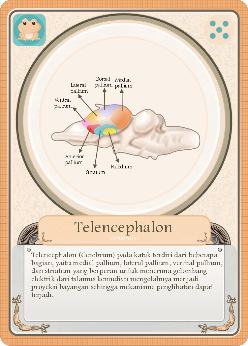 Dorsal
pallium
Medial
pallium
Lateral
pallium
Ventral
pallium
Anterior
pallium
Striatum
Pallidum
Telencephalon
Telencephalon (Cerebrum) pada katak terdiri dari beberapa
bagian yaitu medial pallium, lateral pallium, ventral pallium,
dan striatum yang berperan untuk menerima gelombang
elektrik dari talamus kemudian mengolahnya menjadi
proyeksi bayangan sehingga mekanisme penglihatan dapat
terjadi.